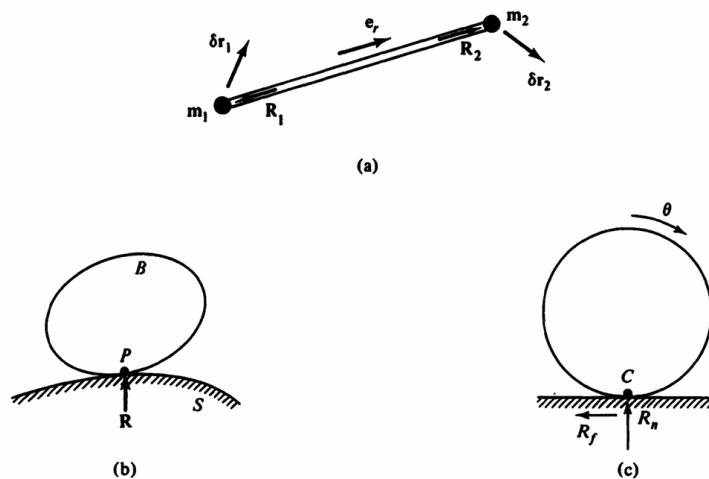 δr₁
e_r
m₂
R₂
δr₂
m₁
R₁
(a)
B
P
R
S
(b)
θ
C
R_f
R_n
(c)